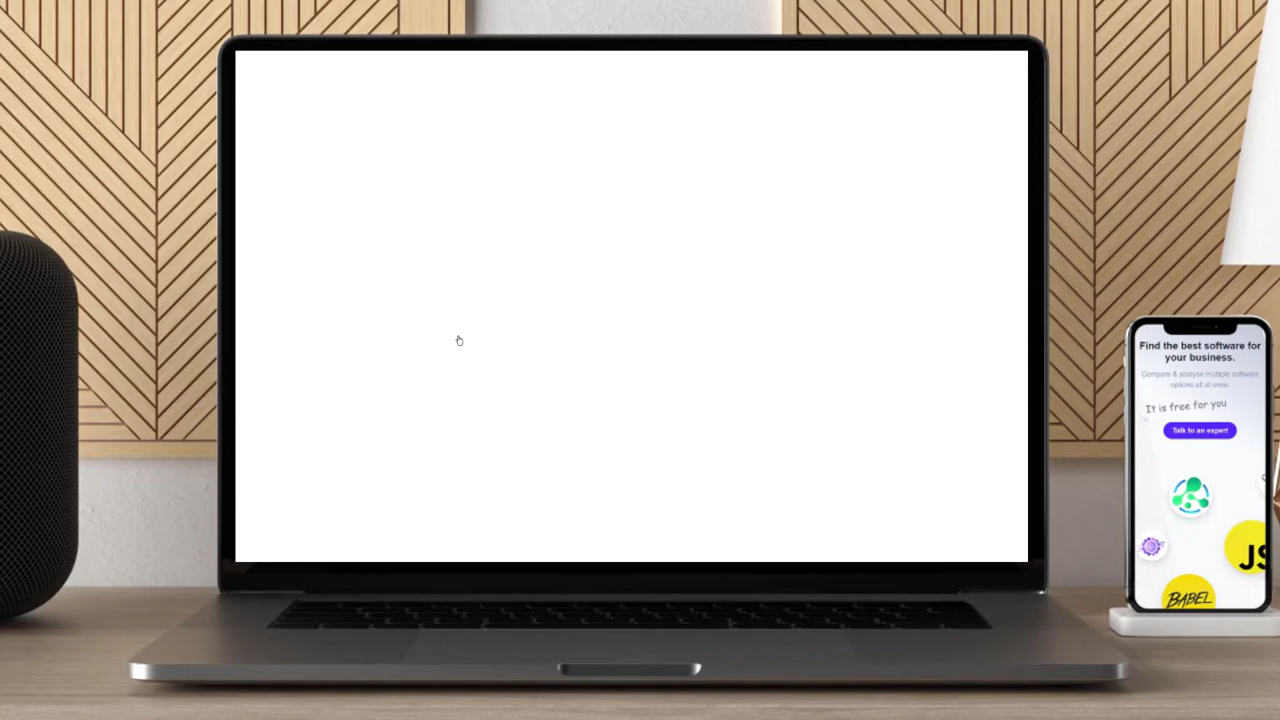 Find the best software for
your business.
Compare & analyse multiple software
options all at once.
It is free for you
Talk to an expert
JS
BABEL